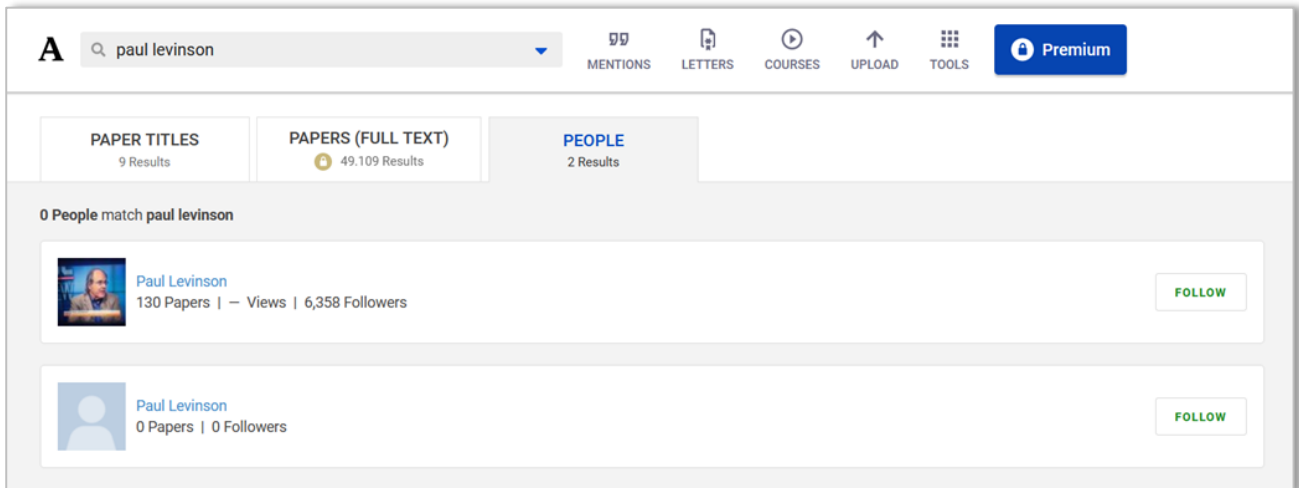 A
paul levinson
MENTIONS
LETTERS
COURSES
UPLOAD
TOOLS
Premium
PAPER TITLES
9 Results
PAPERS (FULL TEXT)
49.109 Results
PEOPLE
2 Results
0 People match paul levinson
Paul Levinson
130 Papers | — Views | 6,358 Followers
FOLLOW
Paul Levinson
0 Papers | 0 Followers
FOLLOW